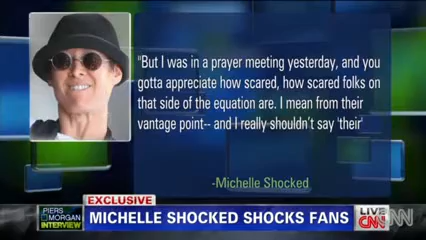 "But I was in a prayer meeting yesterday, and you
gotta appreciate how scared, how scared folks on
that side of the equation are. I mean from their
vantage point-- and I really shouldn't say 'their'
-Michelle Shocked
EXCLUSIVE
PIERS
MORGAN
INTERVIEW
MICHELLE SHOCKED SHOCKS FANS
LIVE
CNN
CNN